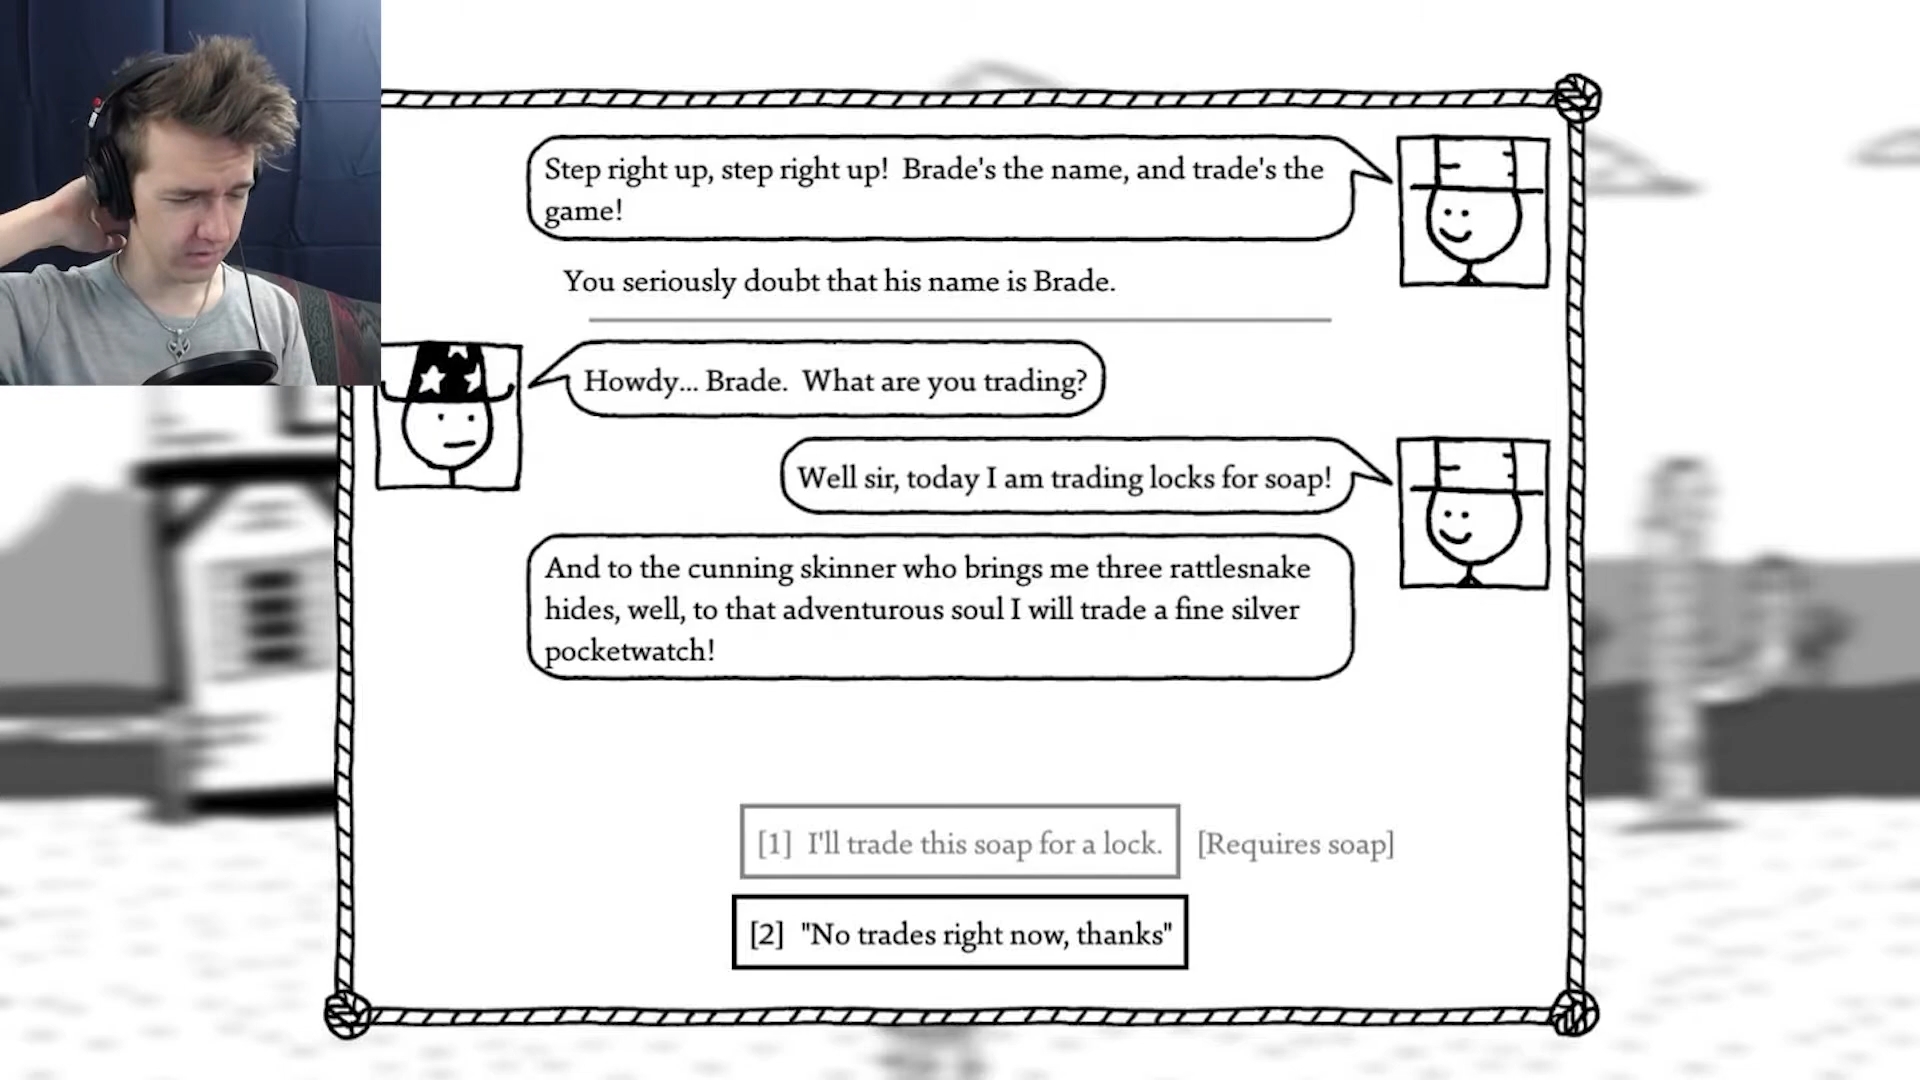 Step right up, step right up!  Brade's the name, and trade's the
game!
You seriously doubt that his name is Brade.
Howdy... Brade.  What are you trading?
Well sir, today I am trading locks for soap!
And to the cunning skinner who brings me three rattlesnake
hides, well, to that adventurous soul I will trade a fine silver
pocketwatch!
[1]  I'll trade this soap for a lock.  [Requires soap]
[2]  "No trades right now, thanks"